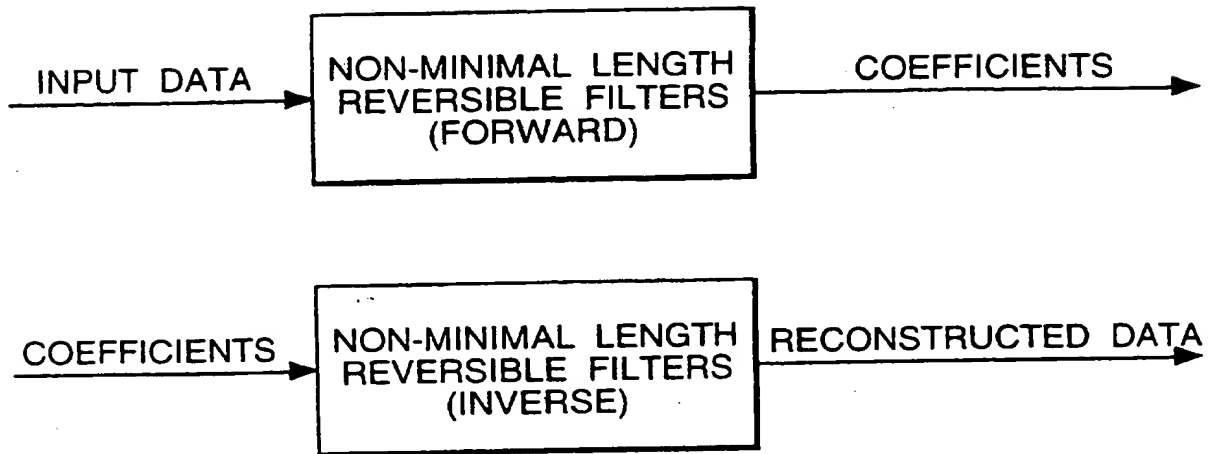 INPUT DATA
NON-MINIMAL LENGTH
REVERSIBLE FILTERS
(FORWARD)
COEFFICIENTS
COEFFICIENTS
NON-MINIMAL LENGTH
REVERSIBLE FILTERS
(INVERSE)
RECONSTRUCTED DATA